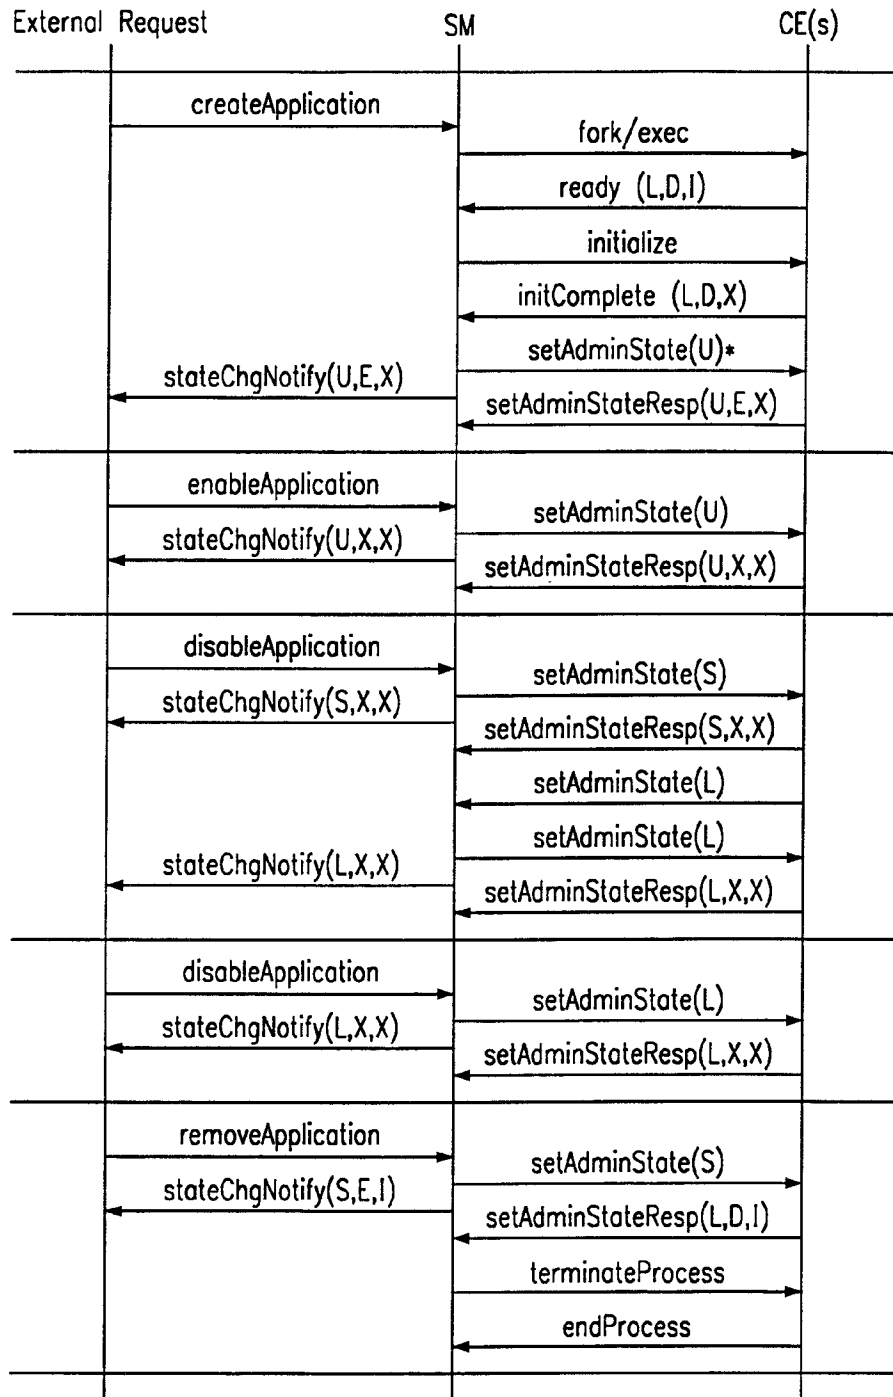 External Request SM CE(s)
createApplication
fork/exec
ready (L,D,I)
initialize
initComplete (L,D,X)
setAdminState(U)*
stateChgNotify(U,E,X)
setAdminStateResp(U,E,X)
enableApplication
setAdminState(U)
stateChgNotify(U,X,X)
setAdminStateResp(U,X,X)
disableApplication
setAdminState(S)
stateChgNotify(S,X,X)
setAdminStateResp(S,X,X)
setAdminState(L)
setAdminState(L)
stateChgNotify(L,X,X)
setAdminStateResp(L,X,X)
disableApplication
setAdminState(L)
stateChgNotify(L,X,X)
setAdminStateResp(L,X,X)
removeApplication
setAdminState(S)
stateChgNotify(S,E,I)
setAdminStateResp(L,D,I)
terminateProcess
endProcess